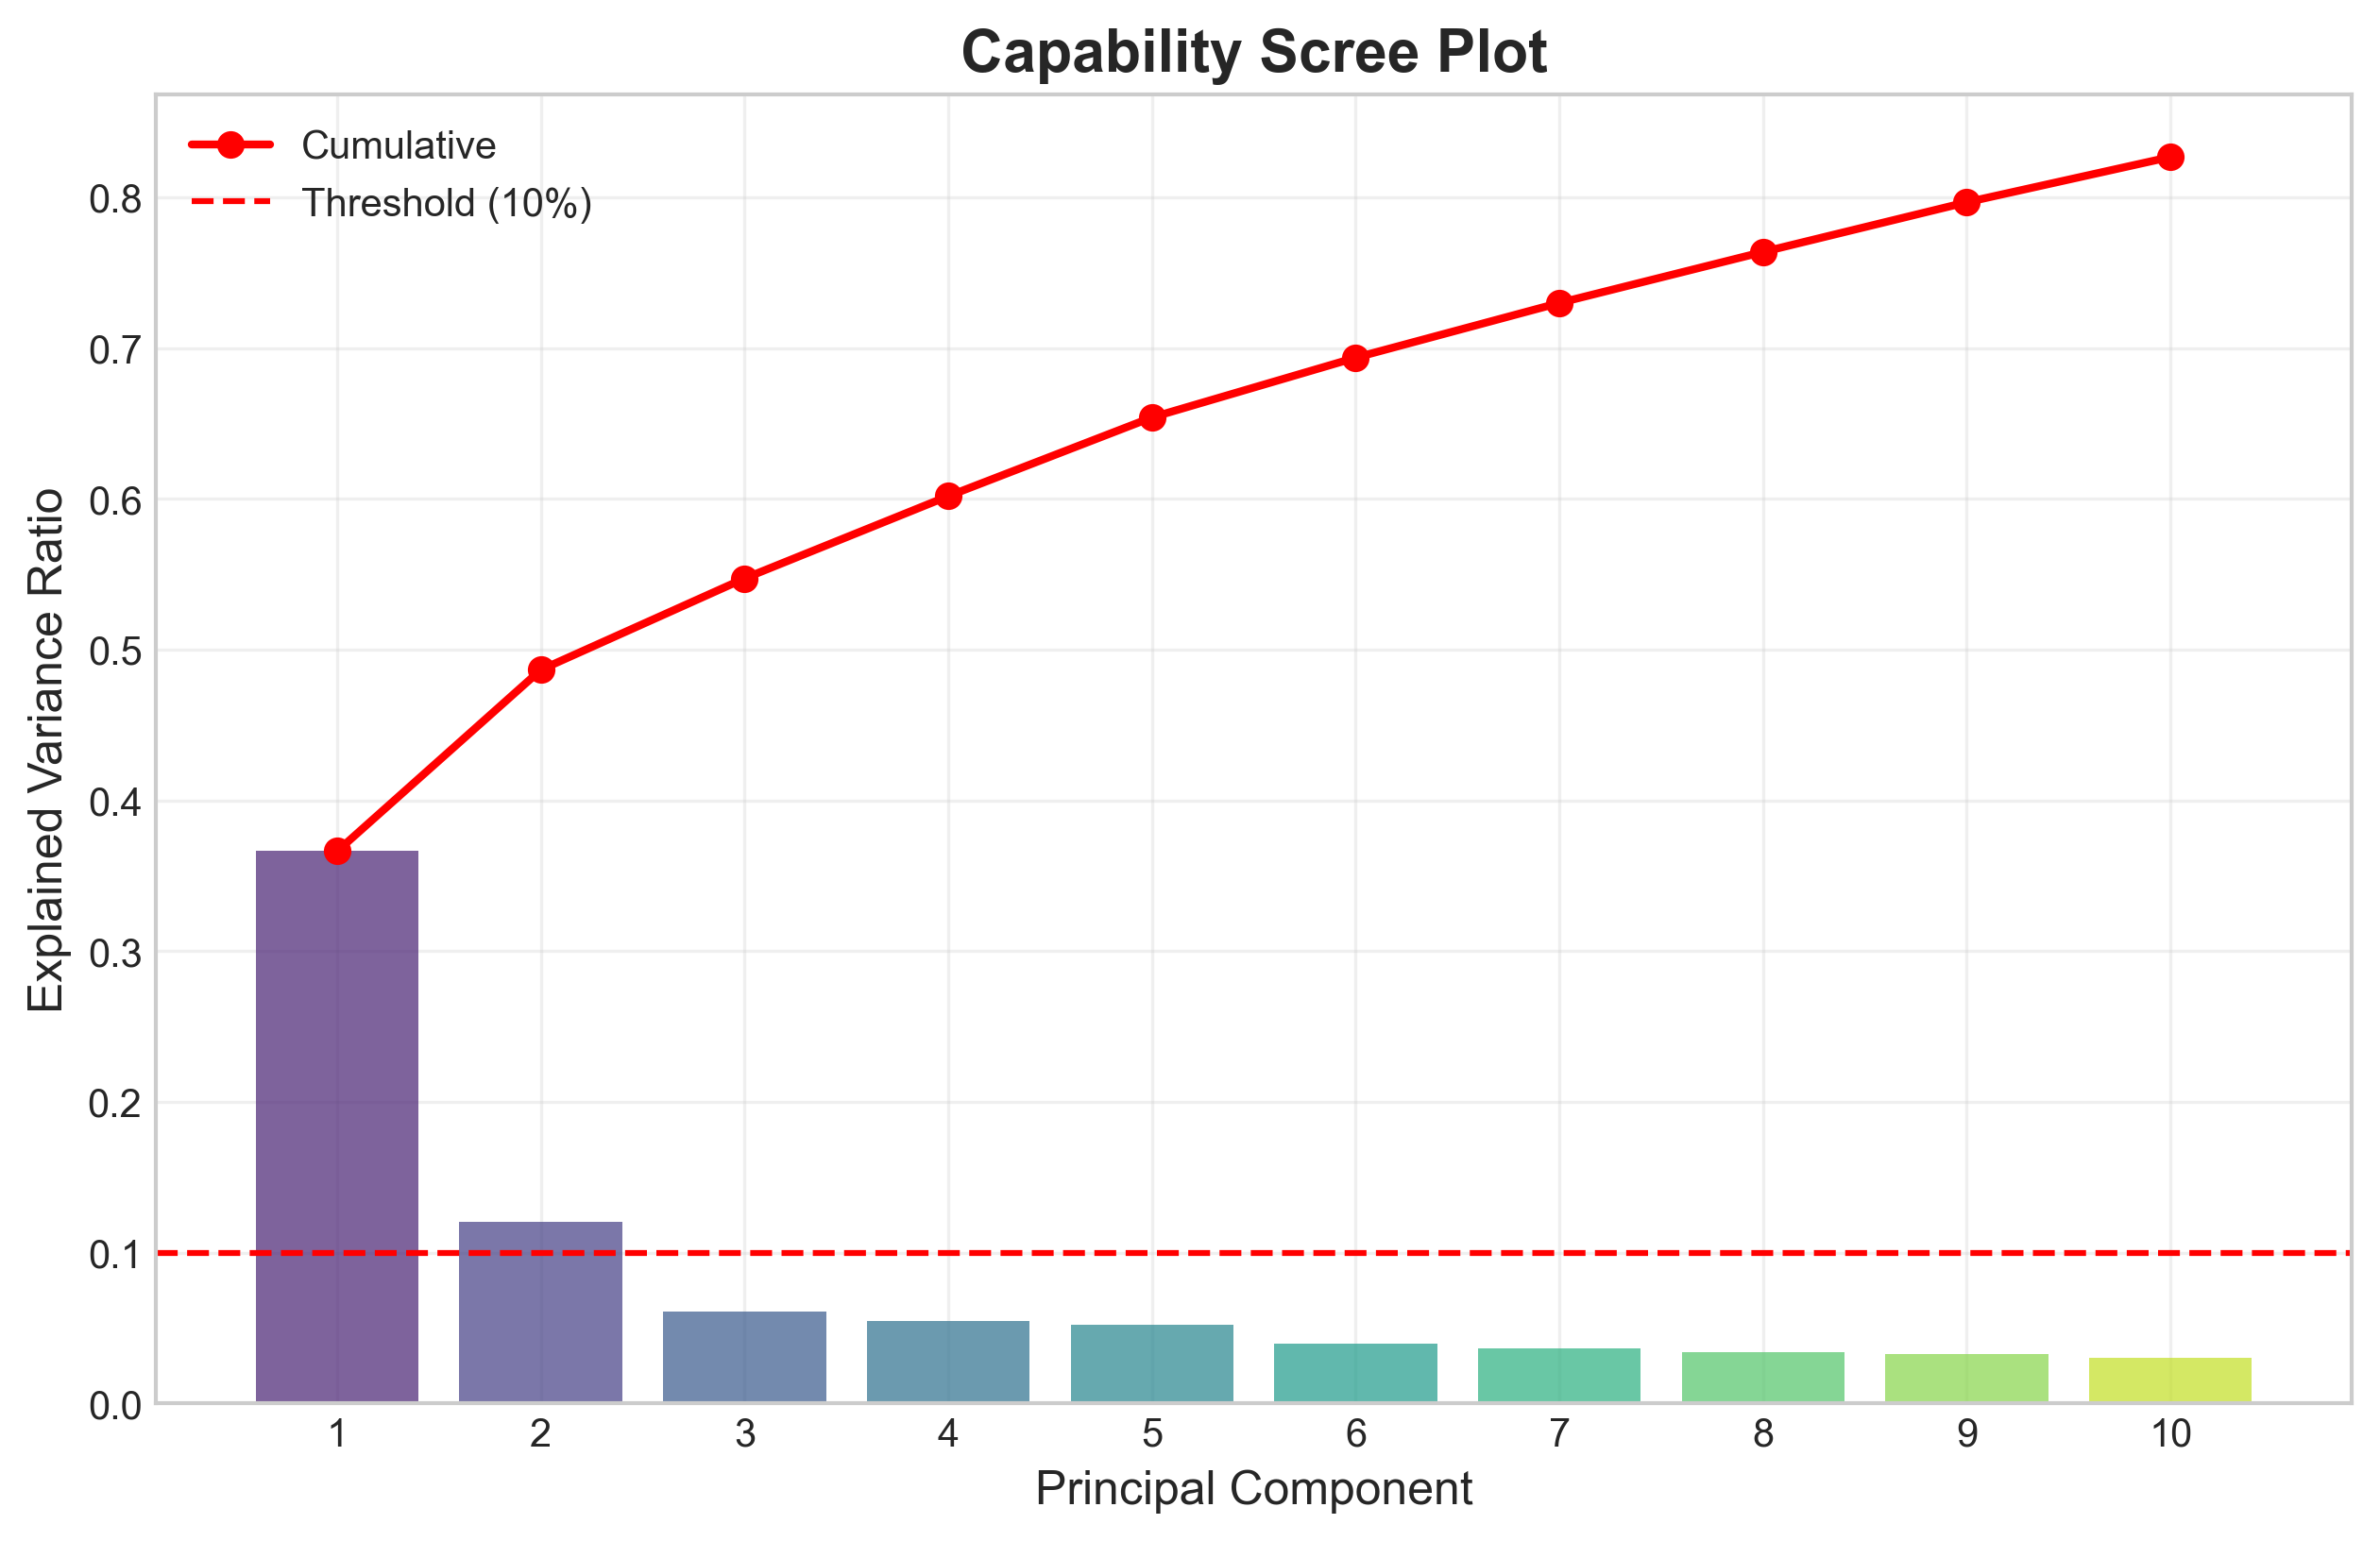 Capability Scree Plot
Cumulative
Threshold (10%)
Explained Variance Ratio
0.8
0.7
0.6
0.5
0.4
0.3
0.2
0.1
0.0
1 2 3 4 5 6 7 8 9 10
Principal Component